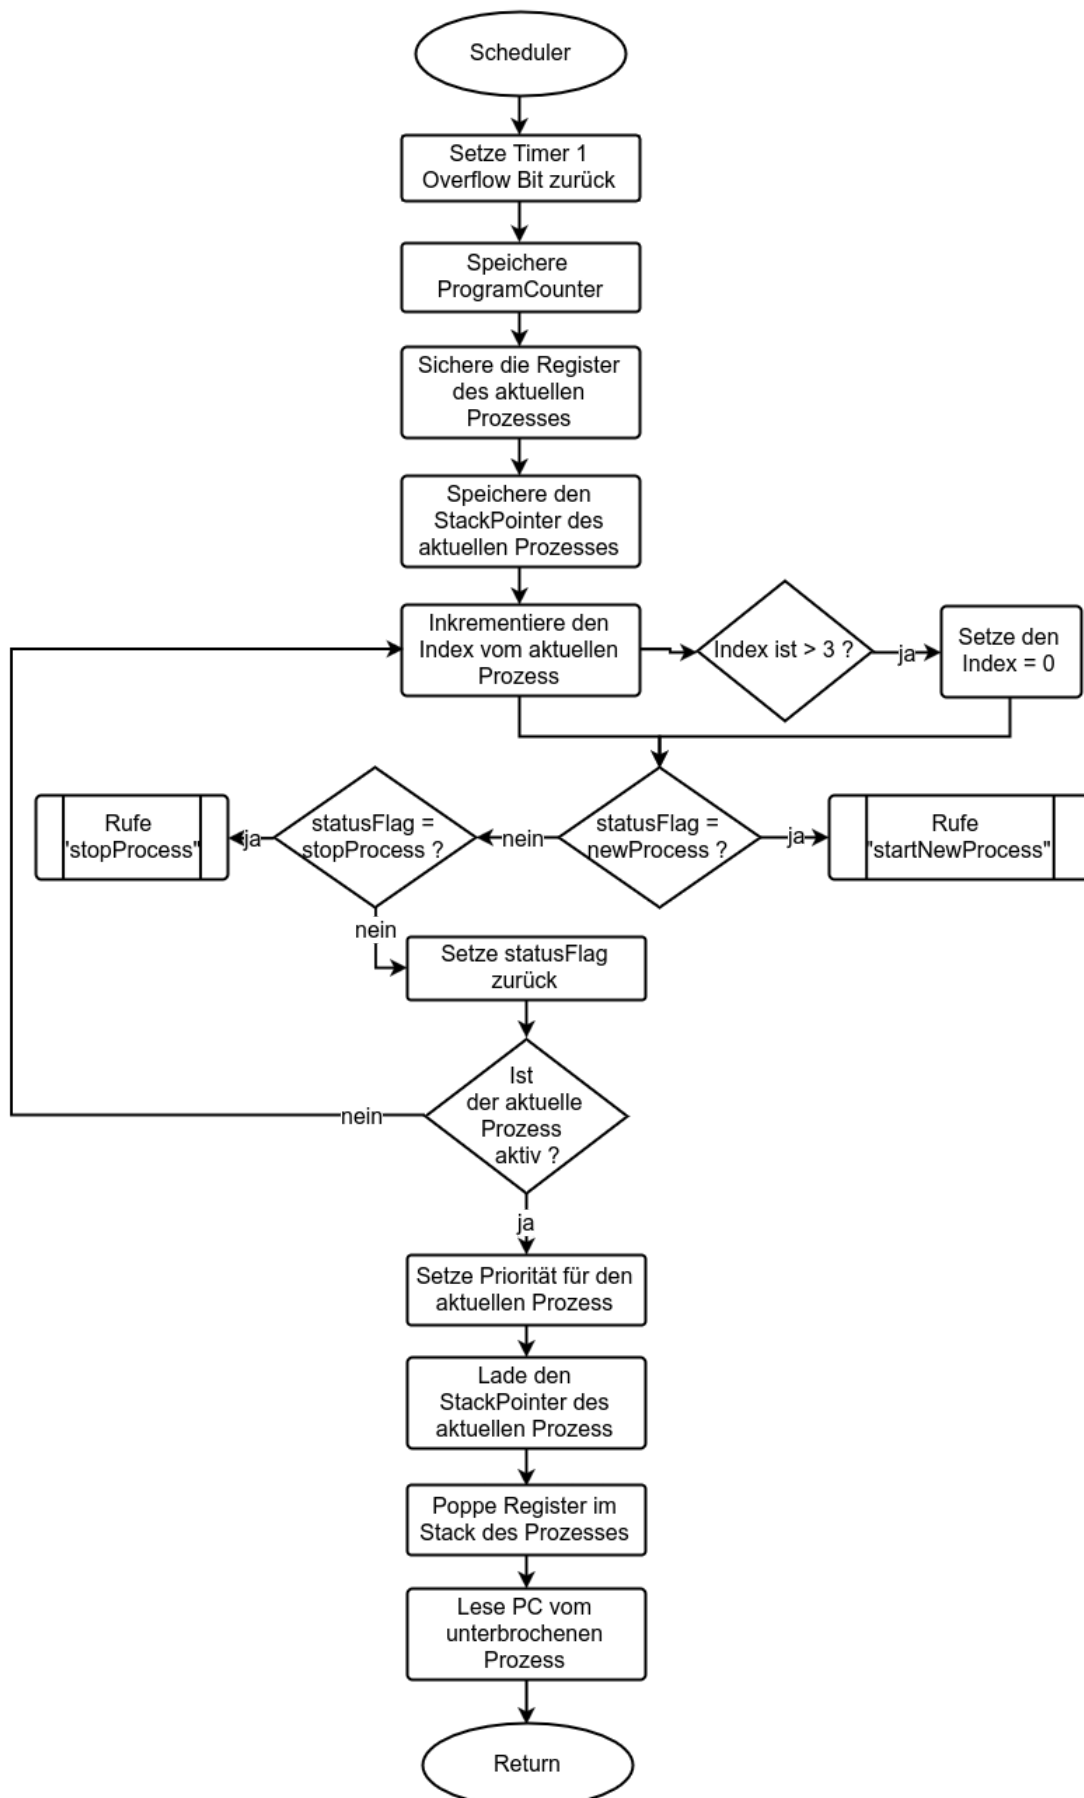 Scheduler
Setze Timer 1
Overflow Bit zurück
Speichere
ProgramCounter
Sichere die Register
des aktuellen
Prozesses
Speichere den
StackPointer des
aktuellen Prozesses
Inkrementiere den
Index vom aktuellen
Prozess
Index ist > 3 ?
ja
Setze den
Index = 0
Rufe
"stopProcess"
ja
statusFlag =
stopProcess ?
nein
statusFlag =
newProcess ?
ja
Rufe
"startNewProcess"
nein
Setze statusFlag
zurück
Ist
der aktuelle
Prozess
aktiv ?
nein
ja
Setze Priorität für den
aktuellen Prozess
Lade den
StackPointer des
aktuellen Prozess
Poppe Register im
Stack des Prozesses
Lese PC vom
unterbrochenen
Prozess
Return